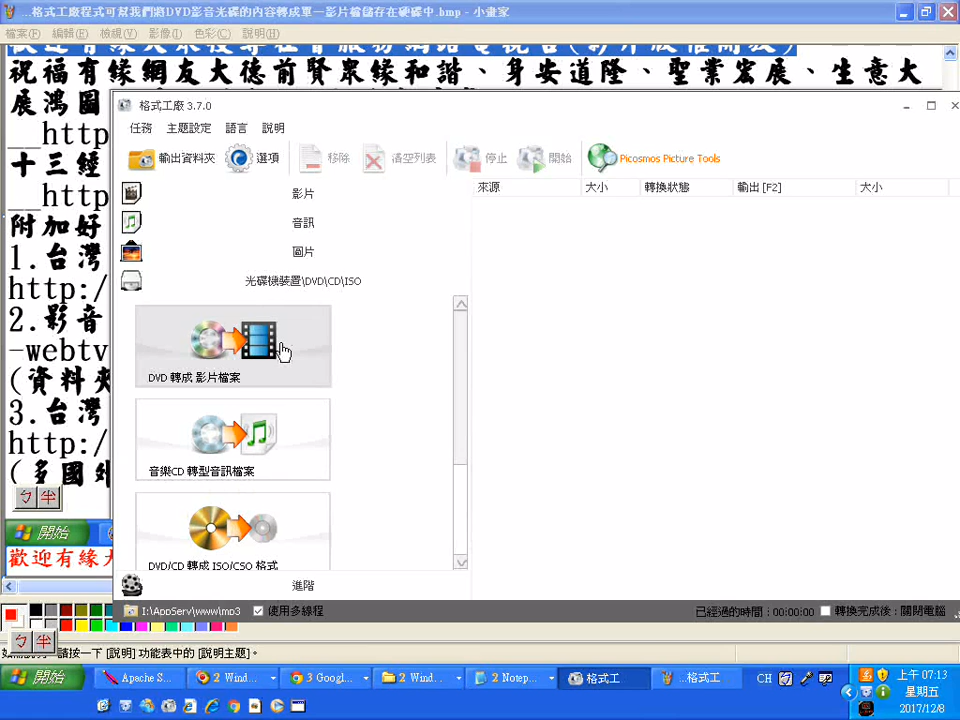 ...格式工廠程式可幫我們將DVD影音光碟的內容轉成單一影片檔儲存在硬碟中.bmp - 小畫家
檔案(F) 編輯(E) 檢視(V) 影像(I) 色彩(C) 說明(H)
祝福有緣網友大德前賢眾緣和諧、身安道隆、聖業宏展、生意大
展鴻圖
__http
十三經
__http
附加好
1.台灣
http:/
2.影音
-webtv
(資料夾
3.台灣
http:/
(多國外
格式工廠 3.7.0
任務 主題設定 語言 說明
輸出資料夾 選項 移除 清空列表 停止 開始 Picosmos Picture Tools
影片
音訊
圖片
光碟機裝置\DVD\CD\ISO
DVD 轉成 影片檔案
音樂CD 轉型音訊檔案
DVD/CD 轉成 ISO/CSO 格式
進階
來源 大小 轉換狀態 輸出 [F2] 大小
I:\AppServ\www\mp3 使用多線程 已經過的時間 : 00:00:00 轉換完成後 : 關閉電腦
ㄅ 半
開始
歡迎有緣大
ㄅ 半
請按一下 [說明] 功能表中的 [說明主題]。
開始 Apache S... 2 Wind... 3 Googl... 2 Wind... 2 Notep... 格式工 ...格式工 CH
上午 07:13
星期五
2017/12/8